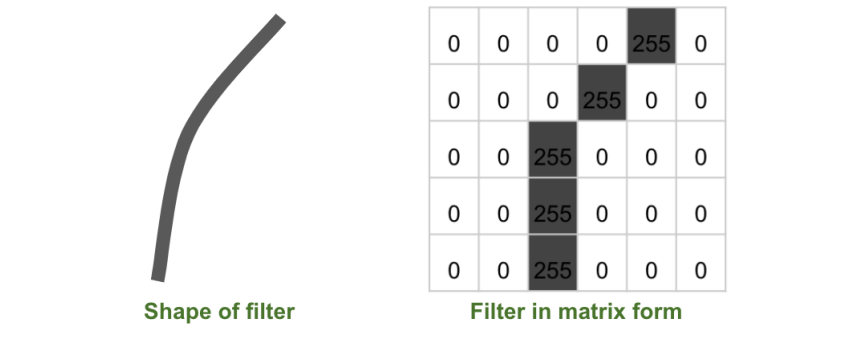 0 0 0 0 255 0
0 0 0 255 0 0
0 0 255 0 0 0
0 0 255 0 0 0
0 0 255 0 0 0
Shape of filter
Filter in matrix form